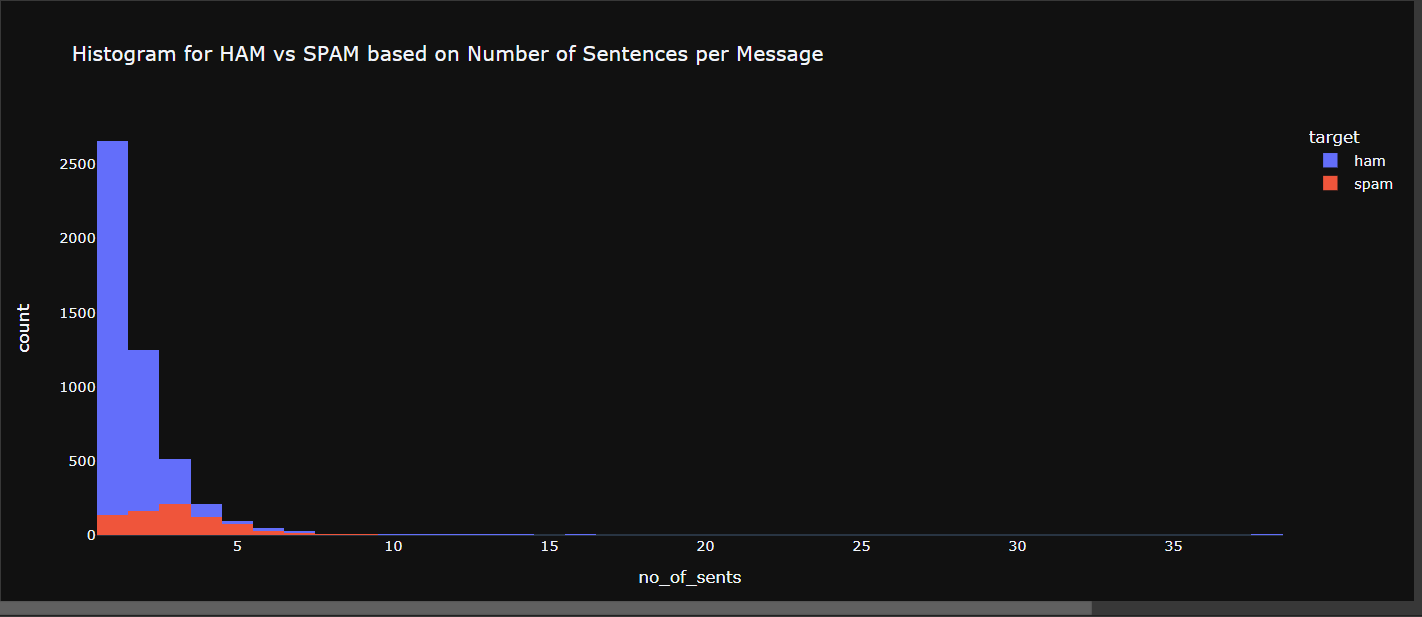 Histogram for HAM vs SPAM based on Number of Sentences per Message
target
ham
spam
2500
2000
1500
1000
500
0
count
5 10 15 20 25 30 35
no_of_sents